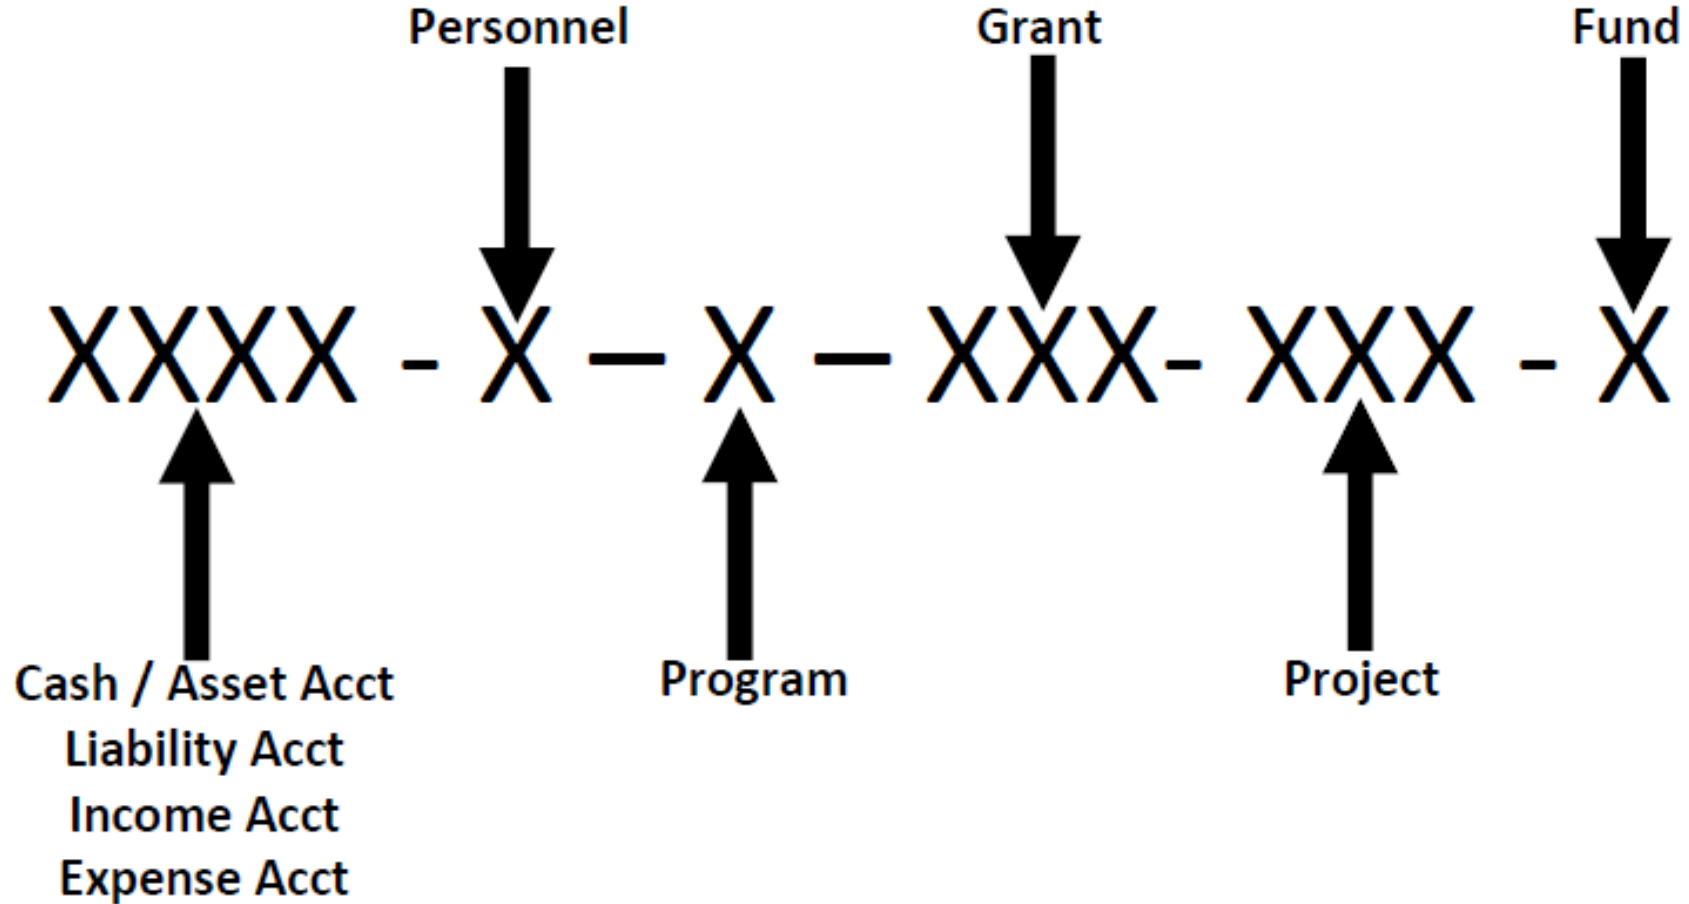 Personnel Grant Fund
XXXX - X – X – XXX- XXX - X
Cash / Asset Acct Program Project
Liability Acct
Income Acct
Expense Acct